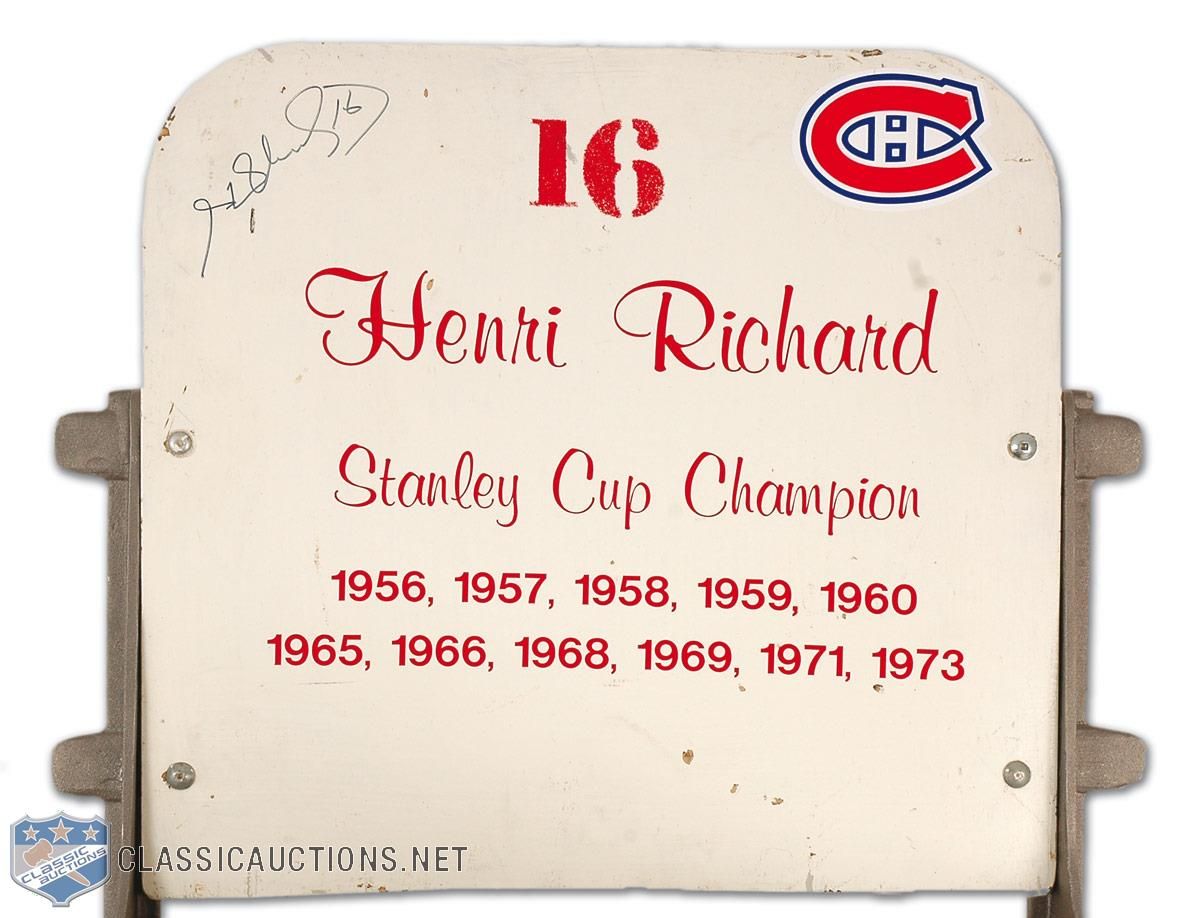 16
16
Henri Richard
Stanley Cup Champion
1956, 1957, 1958, 1959, 1960
1965, 1966, 1968, 1969, 1971, 1973
CLASSIC
AUCTIONS
CLASSICAUCTIONS.NET